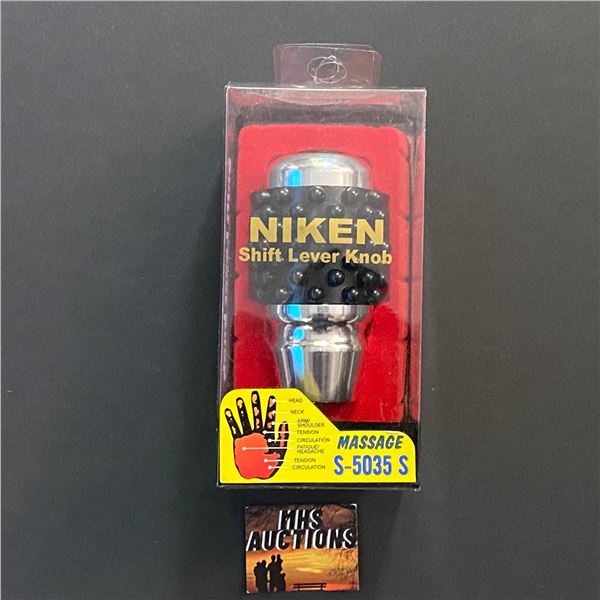 NIKEN
Shift Lever Knob
HEAD
NECK
ARM/
SHOULDER
TENSION
CIRCULATION
FATIGUE/
HEADACHE
TENSION
CIRCULATION
MASSAGE
S-5035 S
MHS
AUCTIONS